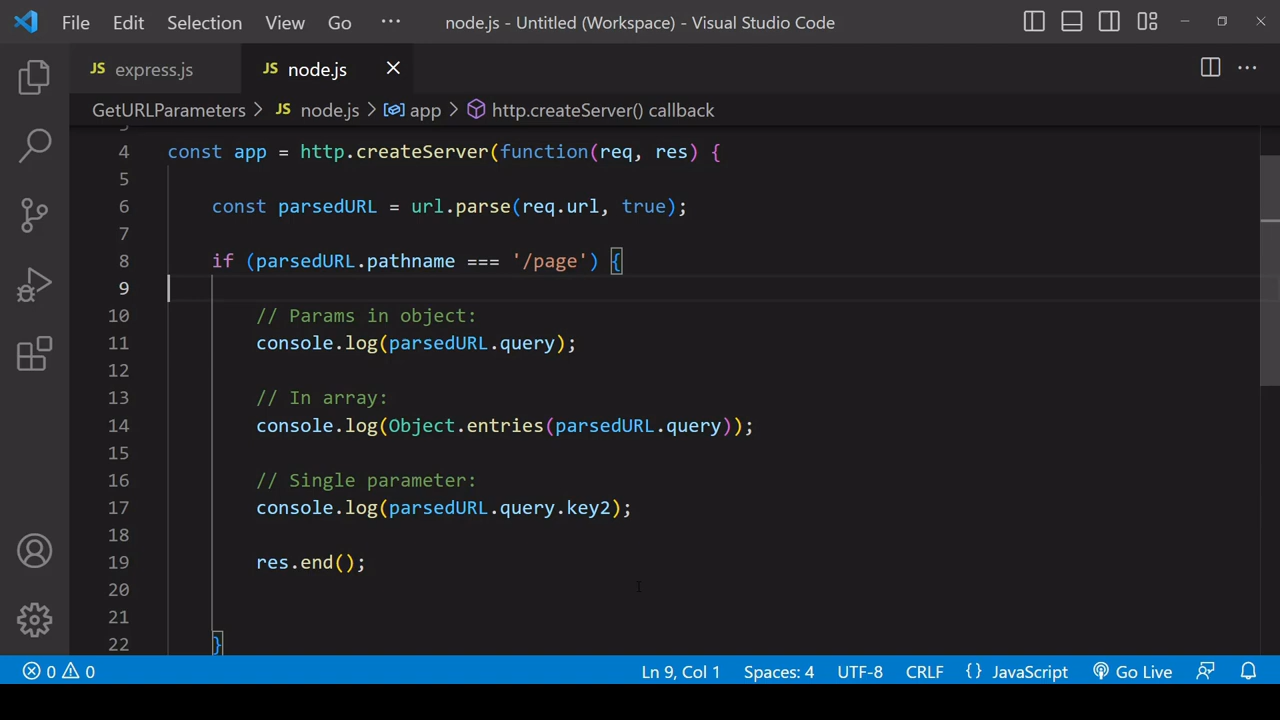 File Edit Selection View Go ··· node.js - Untitled (Workspace) - Visual Studio Code
JS express.js JS node.js
GetURLParameters > JS node.js > app > http.createServer() callback
4 const app = http.createServer(function(req, res) {
5
6 const parsedURL = url.parse(req.url, true);
7
8 if (parsedURL.pathname === '/page') {
9
10 // Params in object:
11 console.log(parsedURL.query);
12
13 // In array:
14 console.log(Object.entries(parsedURL.query));
15
16 // Single parameter:
17 console.log(parsedURL.query.key2);
18
19 res.end();
20
21
22 }
0 0 Ln 9, Col 1 Spaces: 4 UTF-8 CRLF {} JavaScript Go Live